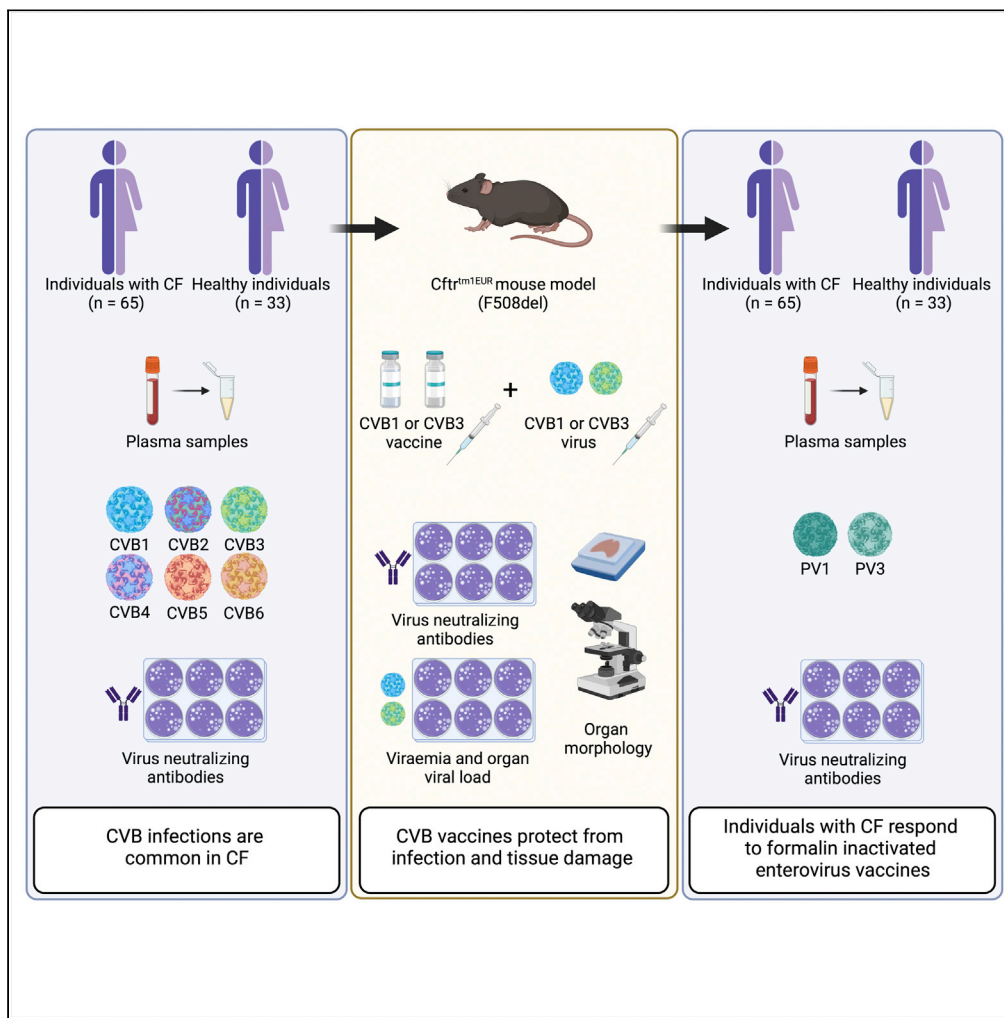 Individuals with CF
(n = 65)
Healthy individuals
(n = 33)
Plasma samples
CVB1
CVB2
CVB3
CVB4
CVB5
CVB6
Virus neutralizing
antibodies
CVB infections are
common in CF
Cftrtm1EUR mouse model
(F508del)
+
CVB1 or CVB3
vaccine
CVB1 or CVB3
virus
Virus neutralizing
antibodies
Viraemia and organ
viral load
Organ
morphology
CVB vaccines protect from
infection and tissue damage
Individuals with CF
(n = 65)
Healthy individuals
(n = 33)
Plasma samples
PV1
PV3
Virus neutralizing
antibodies
Individuals with CF respond
to formalin inactivated
enterovirus vaccines